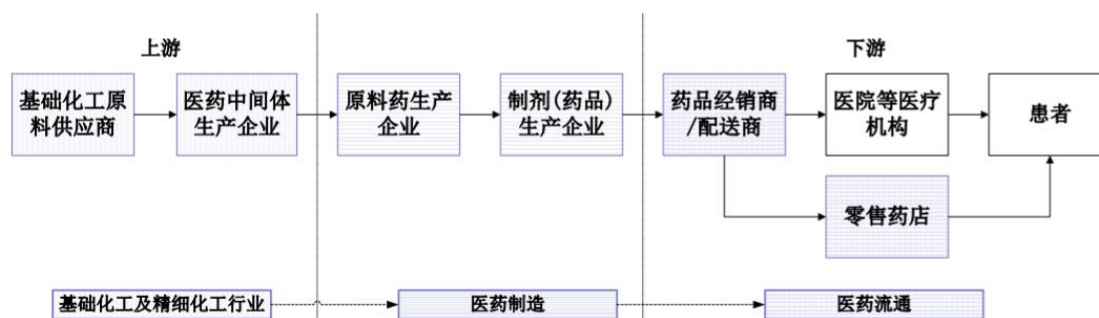 上游
下游
基础化工原
料供应商
医药中间体
生产企业
原料药生产
企业
制剂(药品)
生产企业
药品经销商
/配送商
医院等医疗
机构
患者
零售药店
基础化工及精细化工行业
医药制造
医药流通